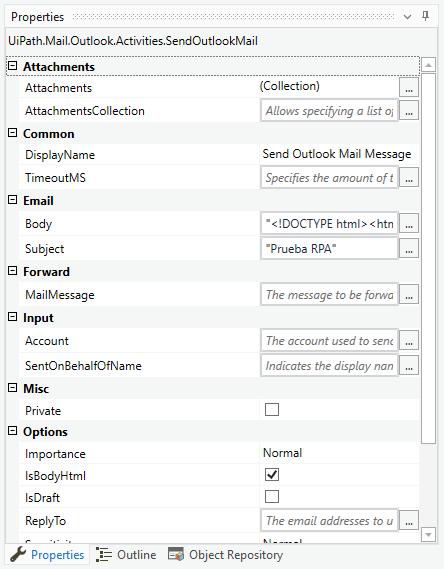 Properties
UiPath.Mail.Outlook.Activities.SendOutlookMail
Attachments
Attachments (Collection) ...
AttachmentsCollection Allows specifying a list of ...
Common
DisplayName Send Outlook Mail Message
TimeoutMS Specifies the amount of t ...
Email
Body "<!DOCTYPE html><htn ...
Subject "Prueba RPA" ...
Forward
MailMessage The message to be forwa ...
Input
Account The account used to senc ...
SentOnBehalfOfName Indicates the display nan ...
Misc
Private
Options
Importance Normal
IsBodyHtml
IsDraft
ReplyTo The email addresses to u ...
Sensitivity Normal
Properties Outline Object Repository